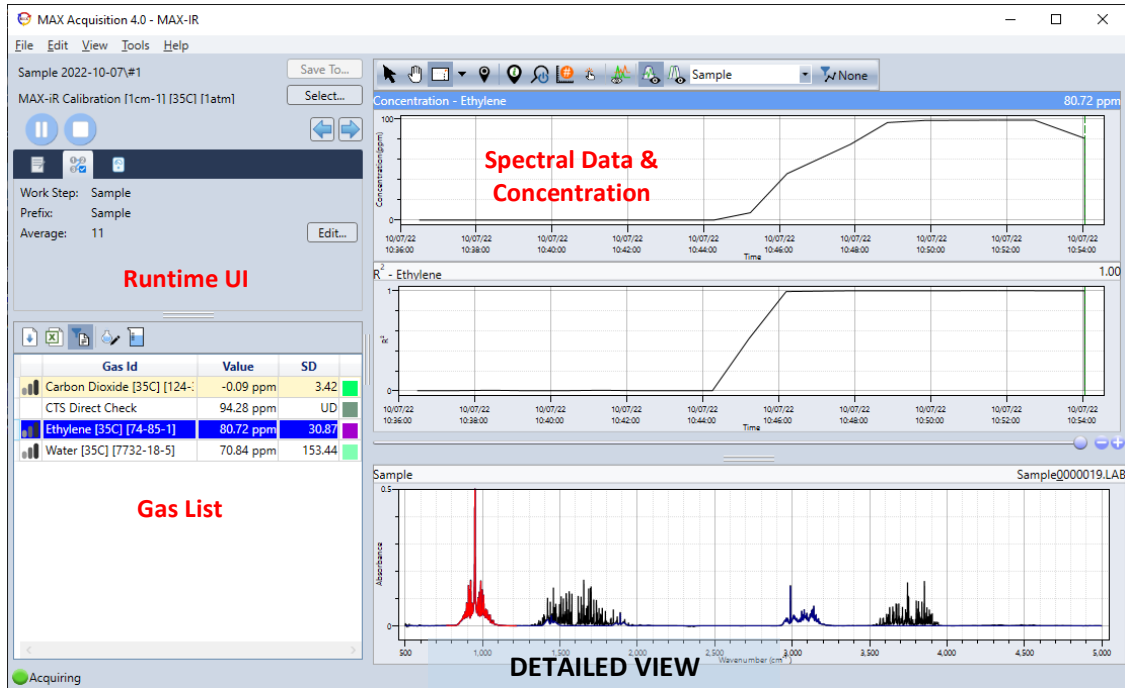 MAX Acquisition 4.0 - MAX-IR
File Edit View Tools Help
Sample 2022-10-07\#1
Save To...
MAX-iR Calibration [1cm-1] [35C] [1atm]
Select...
Work Step: Sample
Prefix: Sample
Average: 11
Edit...
Runtime UI
Gas Id Value SD
Carbon Dioxide [35C] [124-3 -0.09 ppm 3.42
CTS Direct Check 94.28 ppm UD
Ethylene [35C] [74-85-1] 80.72 ppm 30.87
Water [35C] [7732-18-5] 70.84 ppm 153.44
Gas List
Acquiring
Sample None
Concentration - Ethylene 80.72 ppm
Concentration(ppm)
100
0
Spectral Data &
Concentration
10/07/22 10/07/22 10/07/22 10/07/22 10/07/22 10/07/22 10/07/22 10/07/22 10/07/22 10/07/22
10:36:00 10:38:00 10:40:00 10:42:00 10:44:00 10:46:00 10:48:00 10:50:00 10:52:00 10:54:00
Time
R² - Ethylene 1.00
R²
1
0
10/07/22 10/07/22 10/07/22 10/07/22 10/07/22 10/07/22 10/07/22 10/07/22 10/07/22 10/07/22
10:36:00 10:38:00 10:40:00 10:42:00 10:44:00 10:46:00 10:48:00 10:50:00 10:52:00 10:54:00
Time
Sample Sample0000019.LAB
Absorbance
0.5
0
500 1,000 1,500 2,000 2,500 3,000 3,500 4,000 4,500 5,000
Wavenumber (cm⁻¹)
DETAILED VIEW